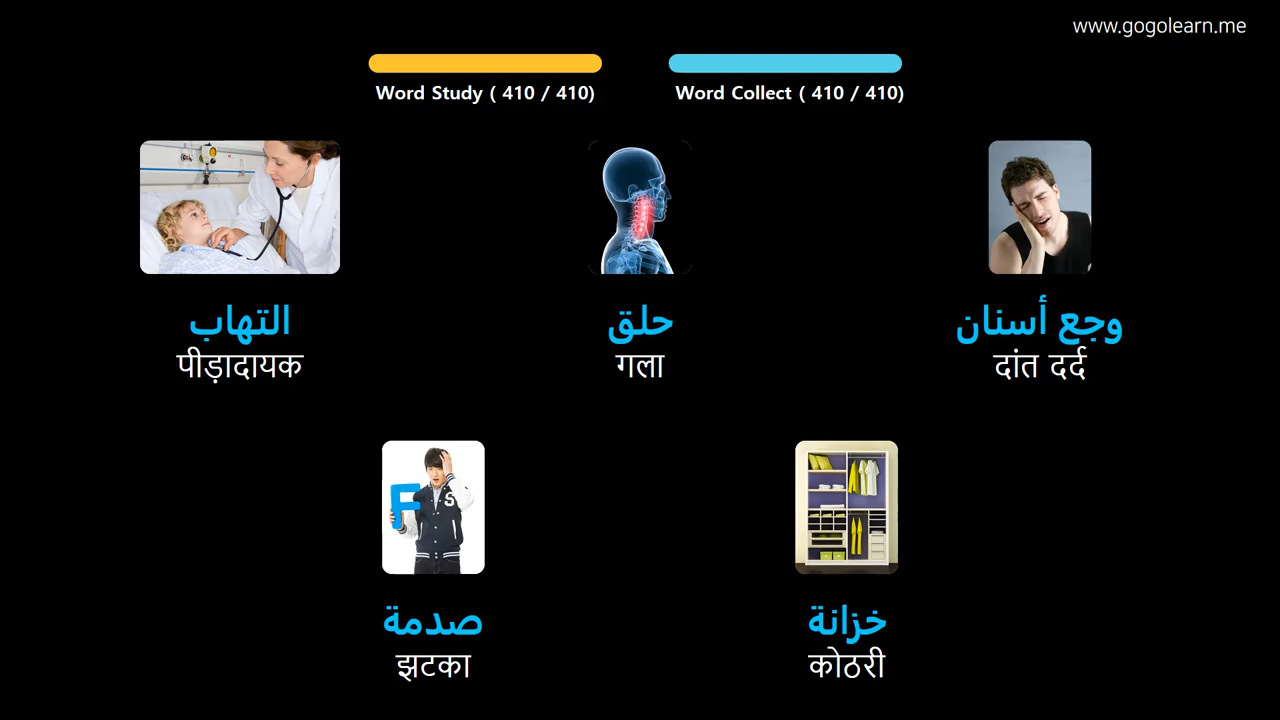 www.gogolearn.me
Word Study ( 410 / 410)
Word Collect ( 410 / 410)
التهاب
पीड़ादायक
حلق
गला
وجع أسنان
दांत दर्द
F
S
صدمة
झटका
خزانة
कोठरी